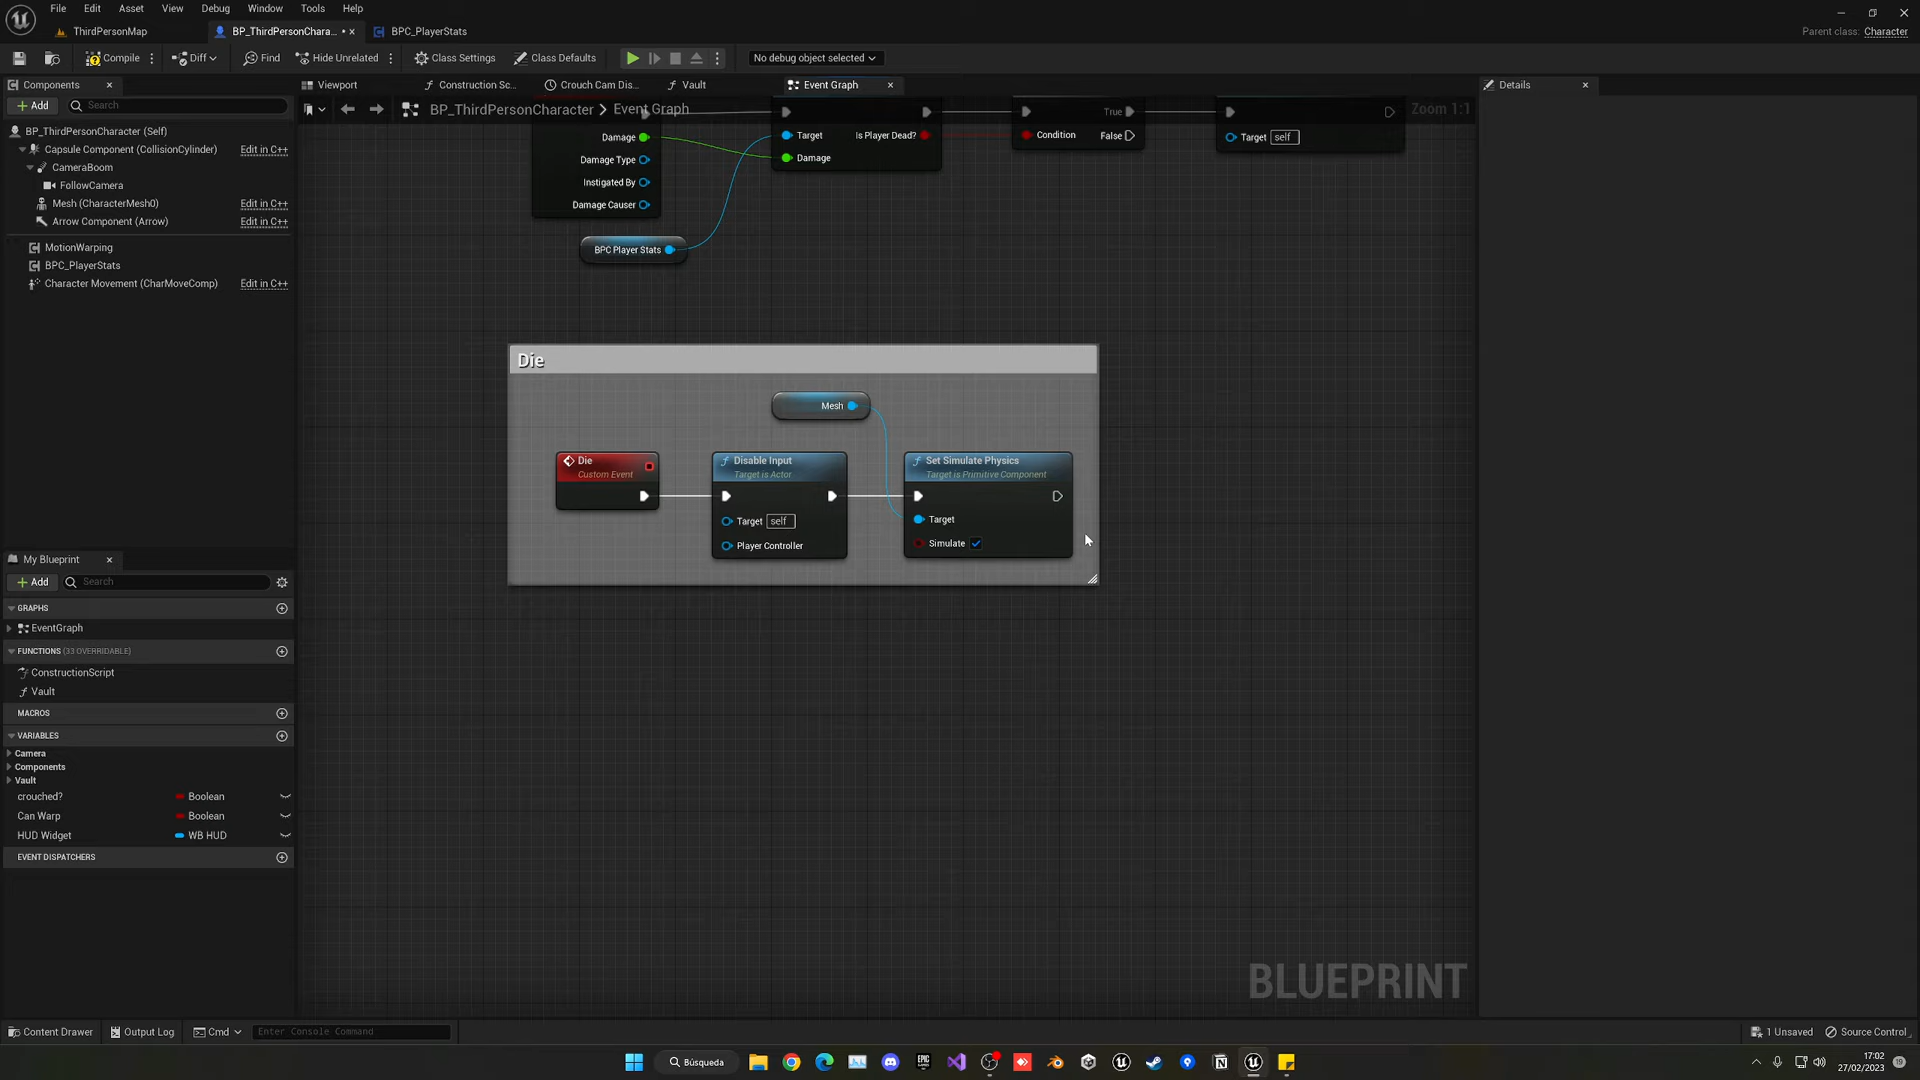 File Edit Asset View Debug Window Tools Help
ThirdPersonMap BP_ThirdPersonChara... • × BPC_PlayerStats
Parent class: Character
Compile Diff Find Hide Unrelated Class Settings Class Defaults No debug object selected
Components × Viewport Construction Sc... Crouch Cam Dis... Vault Event Graph × Details ×
+ Add Search
BP_ThirdPersonCharacter > Event Graph
Zoom 1:1
BP_ThirdPersonCharacter (Self)
Capsule Component (CollisionCylinder) Edit in C++
CameraBoom
FollowCamera
Mesh (CharacterMesh0) Edit in C++
Arrow Component (Arrow) Edit in C++
MotionWarping
BPC_PlayerStats
Character Movement (CharMoveComp) Edit in C++
Damage
Damage Type
Instigated By
Damage Causer
Target Is Player Dead?
Damage
True
Condition False
Target self
BPC Player Stats
Die
Mesh
Die
Custom Event
Disable Input
Target is Actor
Target self
Player Controller
Set Simulate Physics
Target is Primitive Component
Target
Simulate
My Blueprint ×
+ Add Search
GRAPHS
EventGraph
FUNCTIONS (33 OVERRIDABLE)
ConstructionScript
Vault
MACROS
VARIABLES
Camera
Components
Vault
crouched? Boolean
Can Warp Boolean
HUD Widget WB HUD
EVENT DISPATCHERS
BLUEPRINT
Content Drawer Output Log Cmd Enter Console Command
1 Unsaved Source Control
Búsqueda
EPIC
17:02
27/02/2023
19